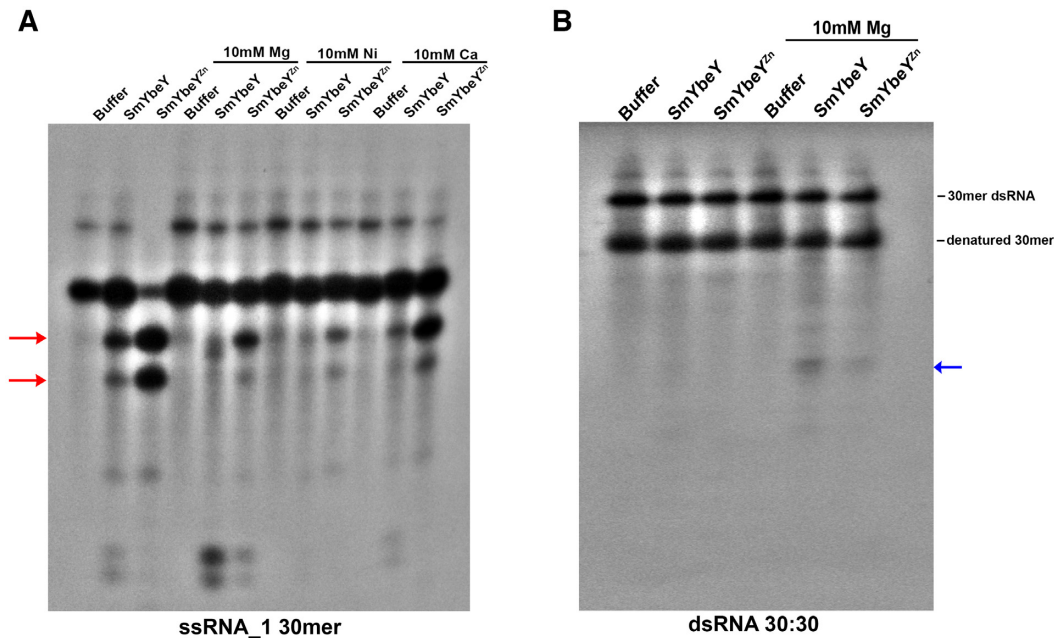 A
10mM Mg
10mM Ni
10mM Ca
Buffer
SmYbeY
SmYbeY^Zn
Buffer
SmYbeY
SmYbeY^Zn
Buffer
SmYbeY
SmYbeY^Zn
Buffer
SmYbeY
SmYbeY^Zn
ssRNA_1 30mer
B
10mM Mg
Buffer
SmYbeY
SmYbeY^Zn
Buffer
SmYbeY
SmYbeY^Zn
30mer dsRNA
denatured 30mer
dsRNA 30:30